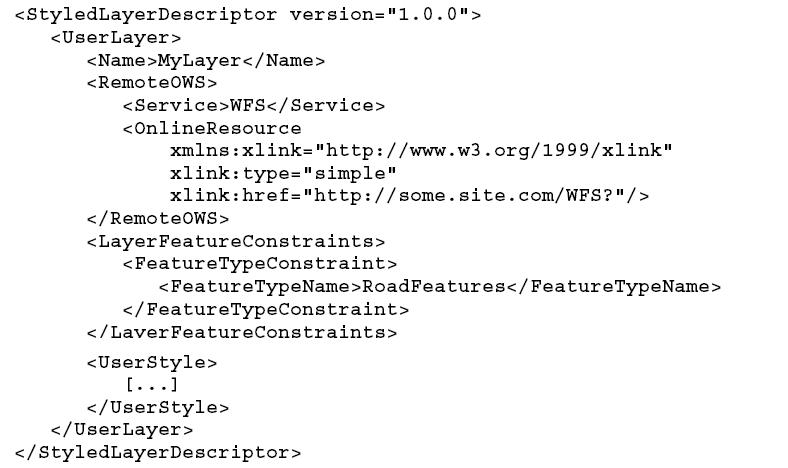 <StyledLayerDescriptor version="1.0.0">
<UserLayer>
<Name>MyLayer</Name>
<RemoteOWS>
<Service>WFS</Service>
<OnlineResource
xmlns:xlink="http://www.w3.org/1999/xlink"
xlink:type="simple"
xlink:href="http://some.site.com/WFS?"/>
</RemoteOWS>
<LayerFeatureConstraints>
<FeatureTypeConstraint>
<FeatureTypeName>RoadFeatures</FeatureTypeName>
</FeatureTypeConstraint>
</LayerFeatureConstraints>
<UserStyle>
[...]
</UserStyle>
</UserLayer>
</StyledLayerDescriptor>